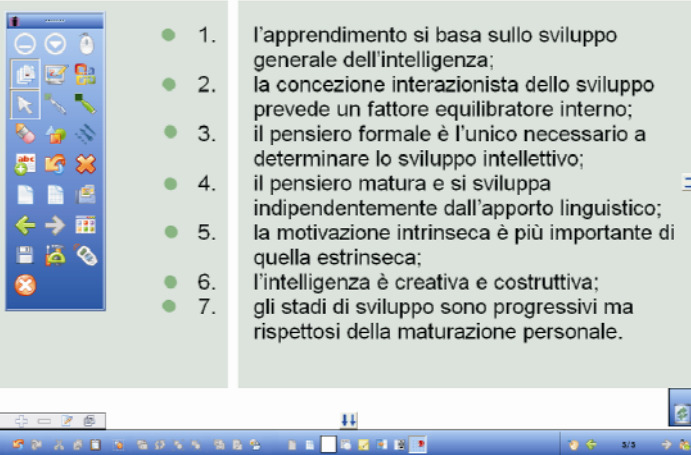 1. l'apprendimento si basa sullo sviluppo
generale dell'intelligenza;
2. la concezione interazionista dello sviluppo
prevede un fattore equilibratore interno;
3. il pensiero formale è l'unico necessario a
determinare lo sviluppo intellettivo;
4. il pensiero matura e si sviluppa
indipendentemente dall'apporto linguistico;
5. la motivazione intrinseca è più importante di
quella estrinseca;
6. l'intelligenza è creativa e costruttiva;
7. gli stadi di sviluppo sono progressivi ma
rispettosi della maturazione personale.
abc